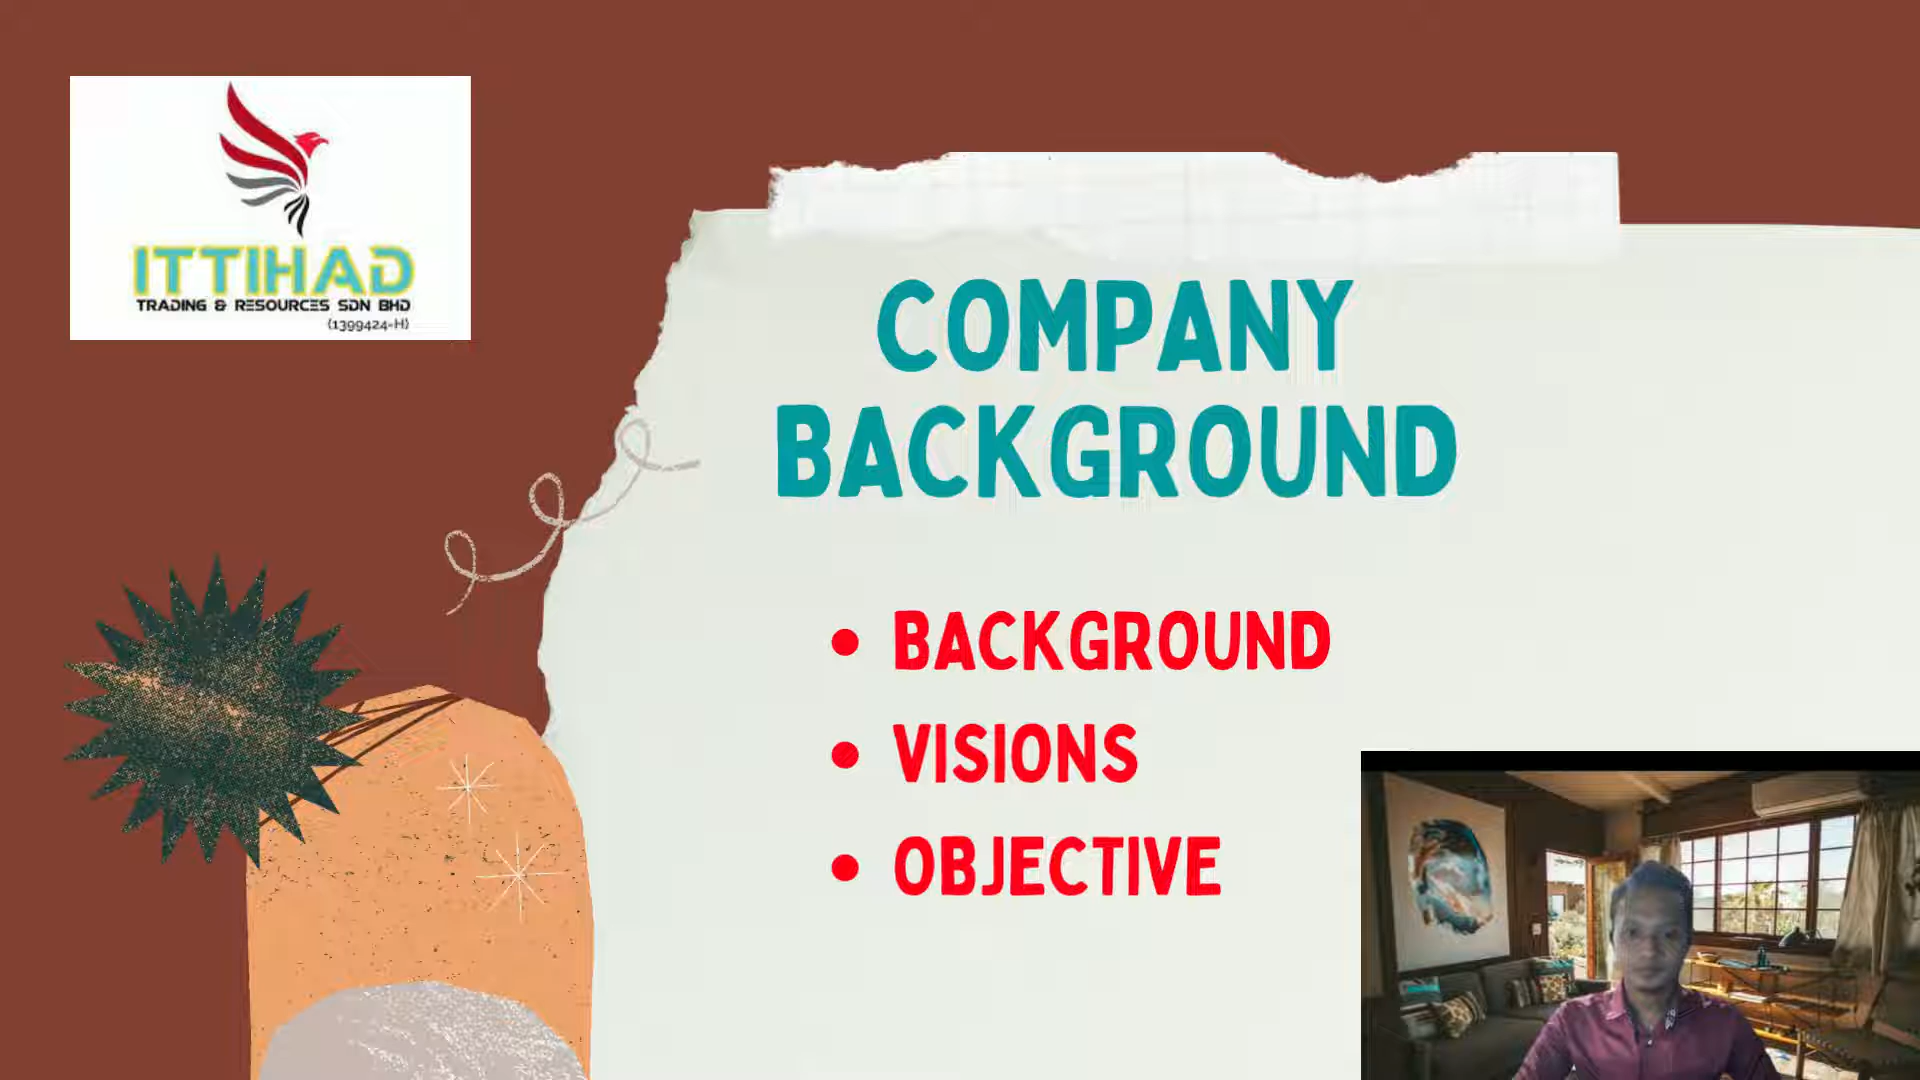 ITTIHAD
TRADING & RESOURCES SDN BHD
(1399424-H)
COMPANY
BACKGROUND
• BACKGROUND
• VISIONS
• OBJECTIVE